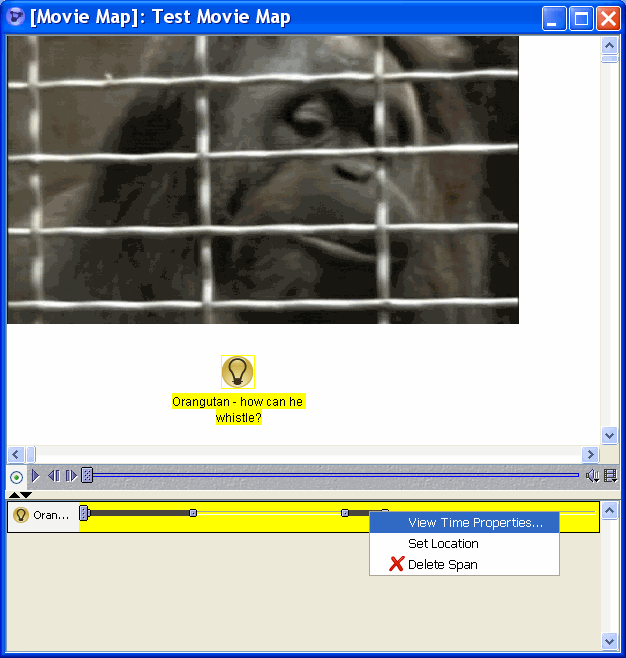 [Movie Map]: Test Movie Map
Orangutan - how can he
whistle?
Oran...
View Time Properties...
Set Location
Delete Span